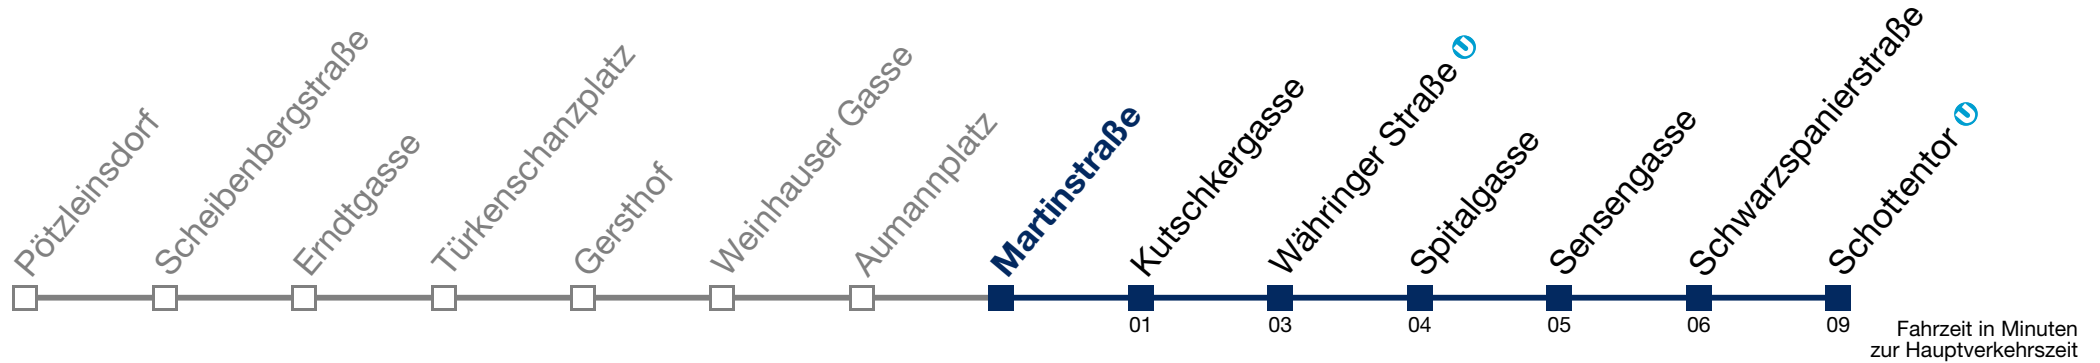 Pötzleinsdorf
Scheibenbergstraße
Erndtgasse
Türkenschanzplatz
Gersthof
Weinhauser Gasse
Aumannplatz
Martinstraße
Kutschkergasse
Währinger Straße U
Spitalgasse
Sensengasse
Schwarzspanierstraße
Schottentor U
01 03 04 05 06 09
Fahrzeit in Minuten
zur Hauptverkehrszeit